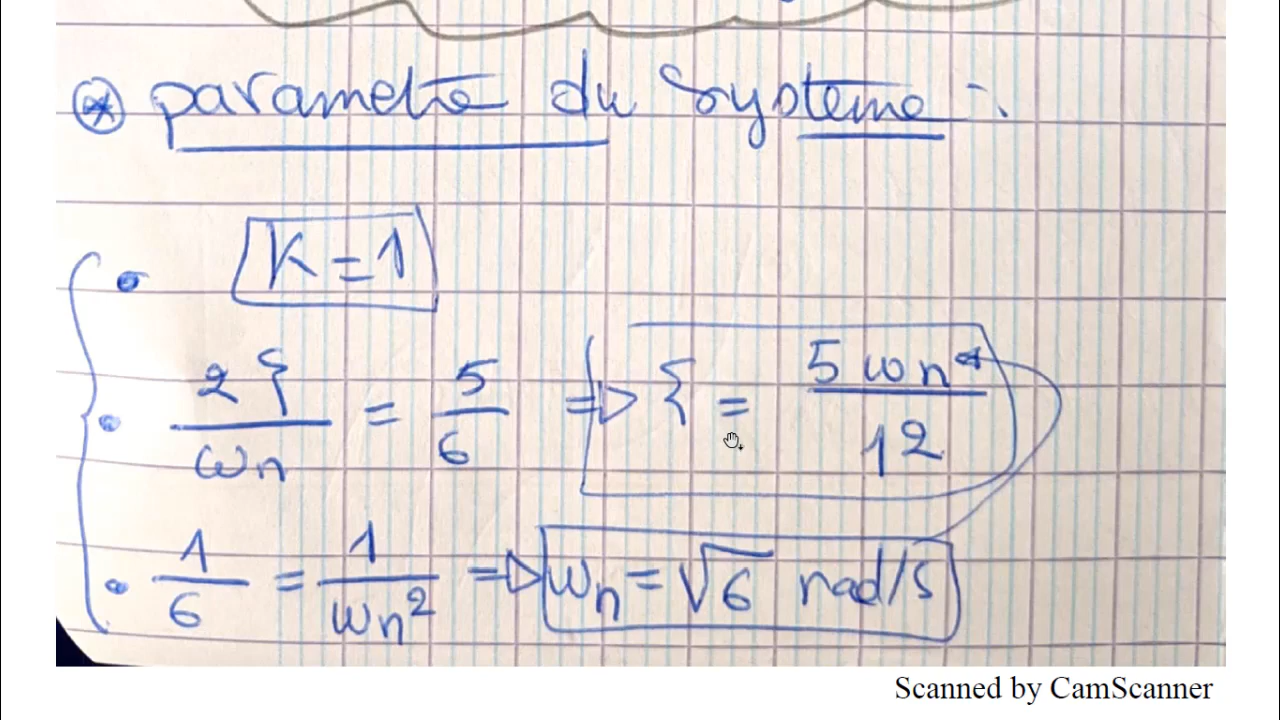 ⊛ parametre du système :
• K = 1
• 2ξ/ωn = 5/6 ⇒ ξ = 5ωn/12
• 1/6 = 1/ωn² ⇒ ωn = √6 rad/s
Scanned by CamScanner